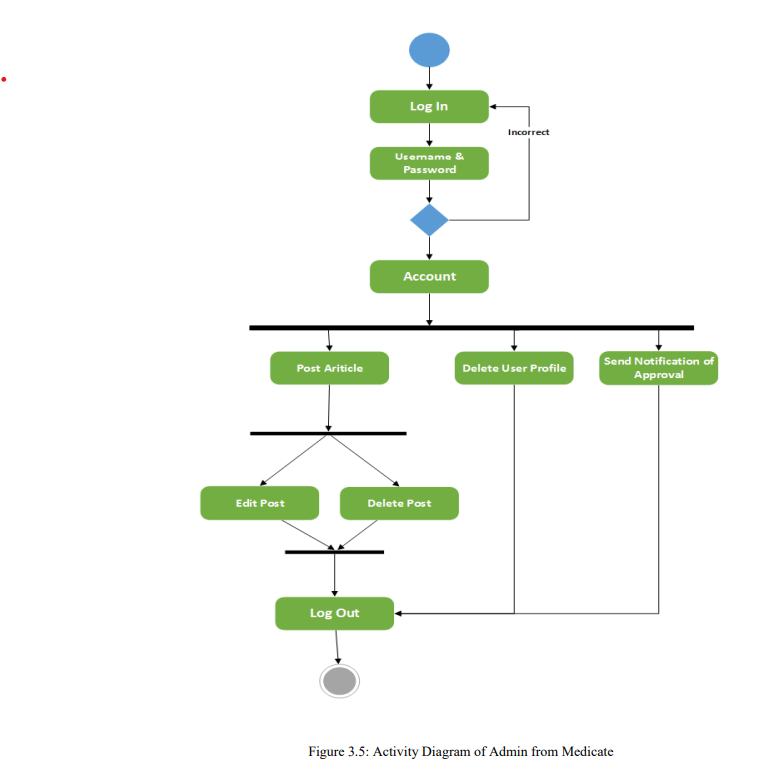 Log In
Incorrect
Username &
Password
Account
Post Ariticle
Delete User Profile
Send Notification of
Approval
Edit Post
Delete Post
Log Out
Figure 3.5: Activity Diagram of Admin from Medicate